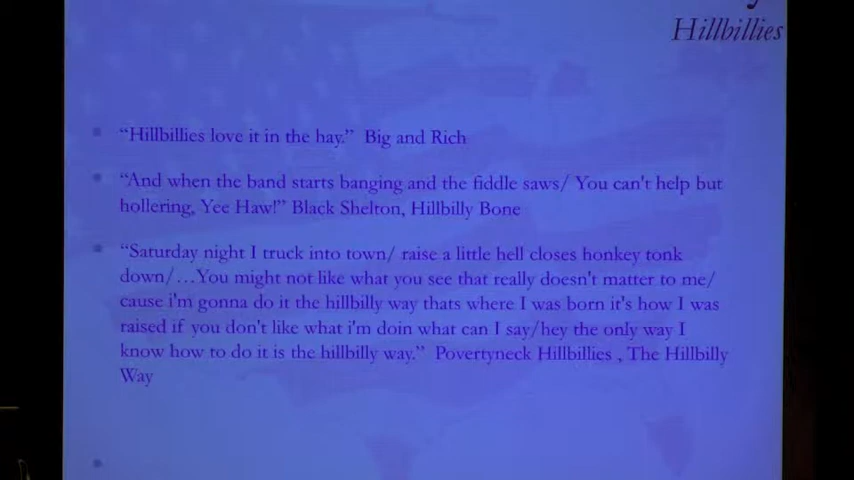 Hillbillies
“Hillbillies love it in the hay.” Big and Rich
“And when the band starts banging and the fiddle saws/ You can't help but
hollering, Yee Haw!” Black Shelton, Hillbilly Bone
“Saturday night I truck into town/ raise a little hell closes honkey tonk
down/…You might not like what you see that really doesn't matter to me/
cause i'm gonna do it the hillbilly way thats where I was born it's how I was
raised if you don't like what i'm doin what can I say/hey the only way I
know how to do it is the hillbilly way.” Povertyneck Hillbillies , The Hillbilly
Way